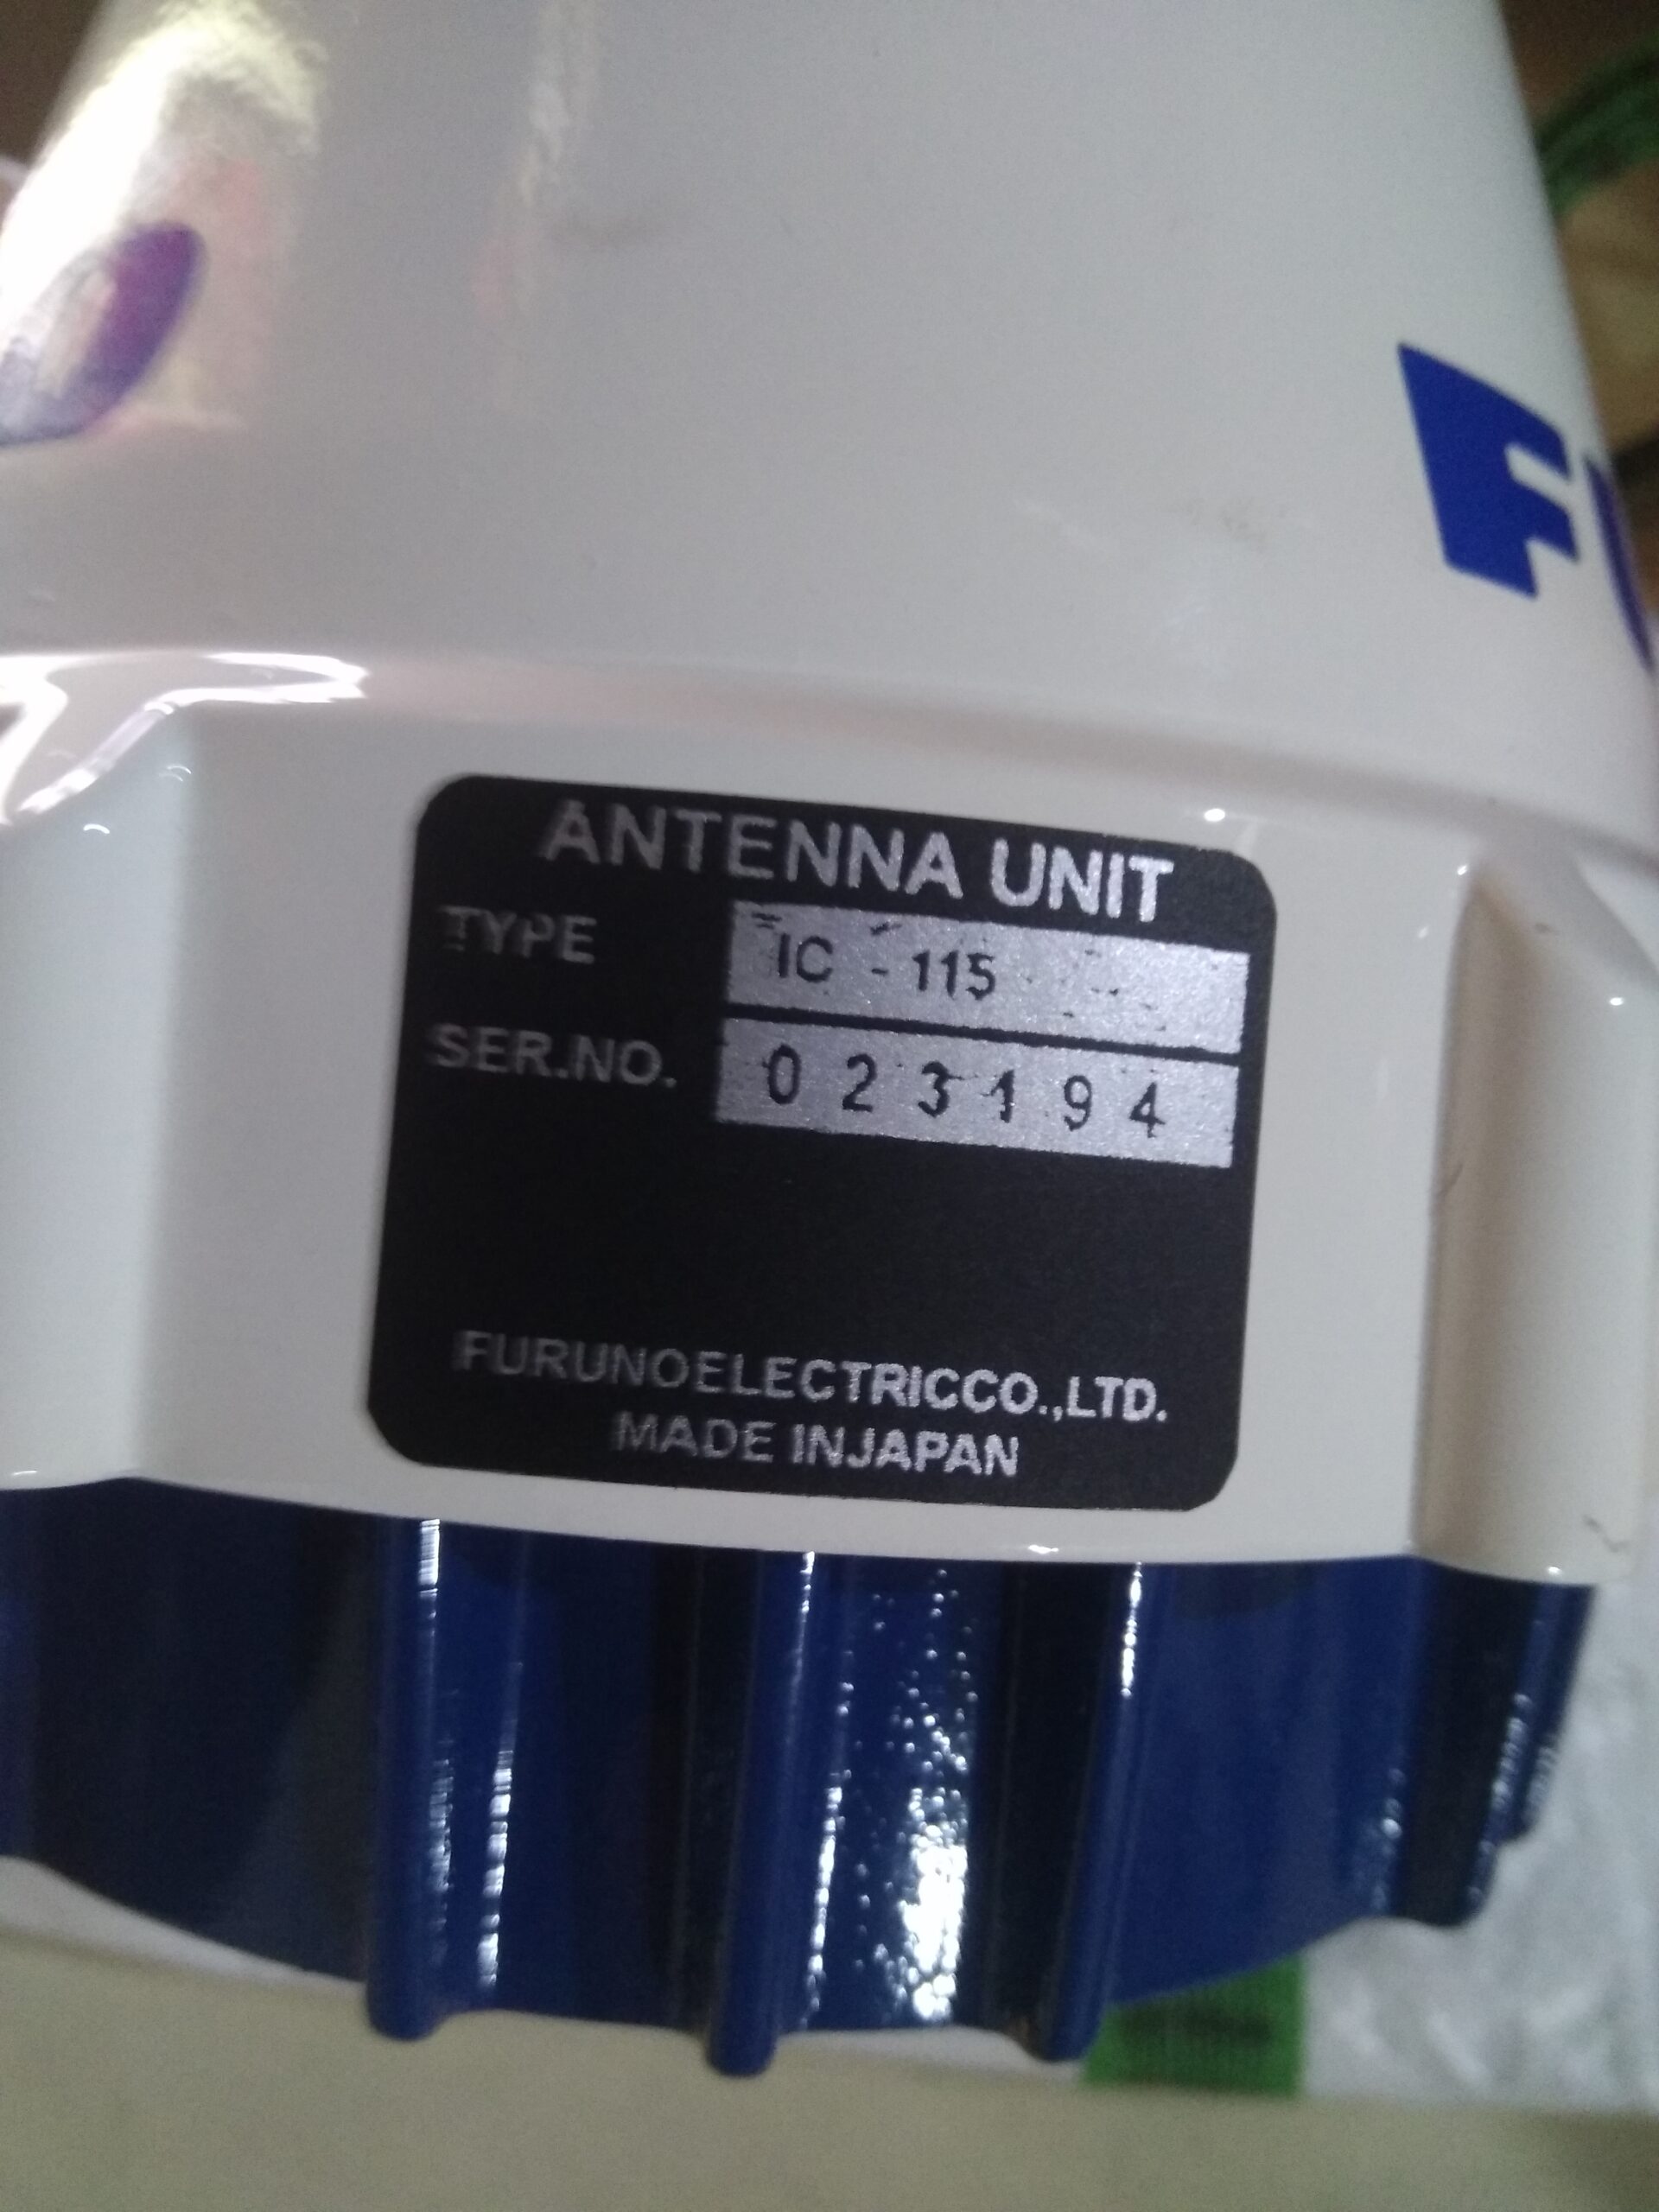 ANTENNA UNIT
TYPE IC - 115
SER.NO. 0 2 3 1 9 4
FURUNOELECTRICCO.,LTD.
MADE INJAPAN